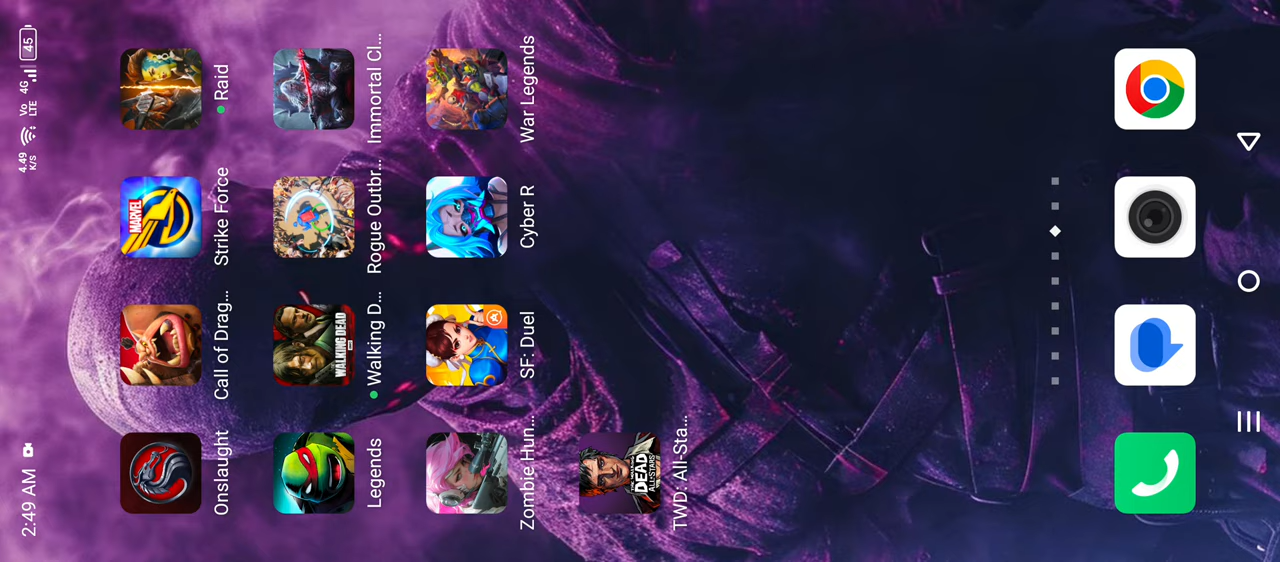 2:49 AM
4.49 K/S Vo LTE 4G 45
Onslaught
Call of Drag...
MARVEL
Strike Force
Raid
Legends
WALKING DEAD
Walking D...
Rogue Outbr...
Immortal Cl...
Zombie Hun...
SF: Duel
Cyber R
War Legends
THE WALKING DEAD
ALL-STARS
TWD: All-Sta...